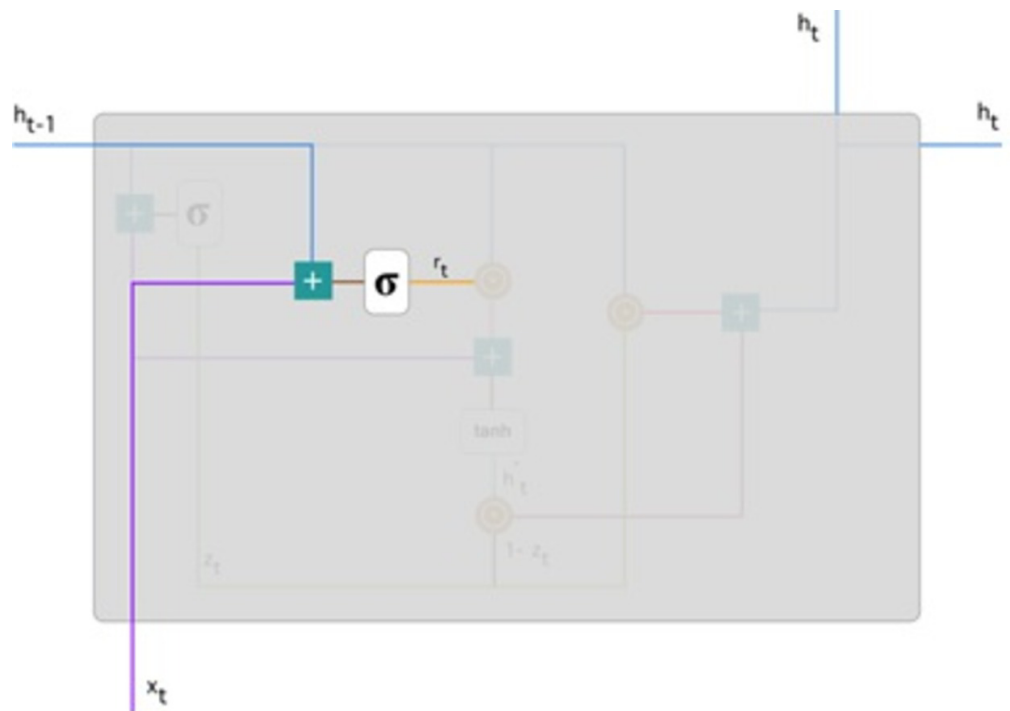 h_t
h_t-1
h_t
+
σ
+
σ
r_t
+
+
tanh
h'_t
z_t
1- z_t
x_t